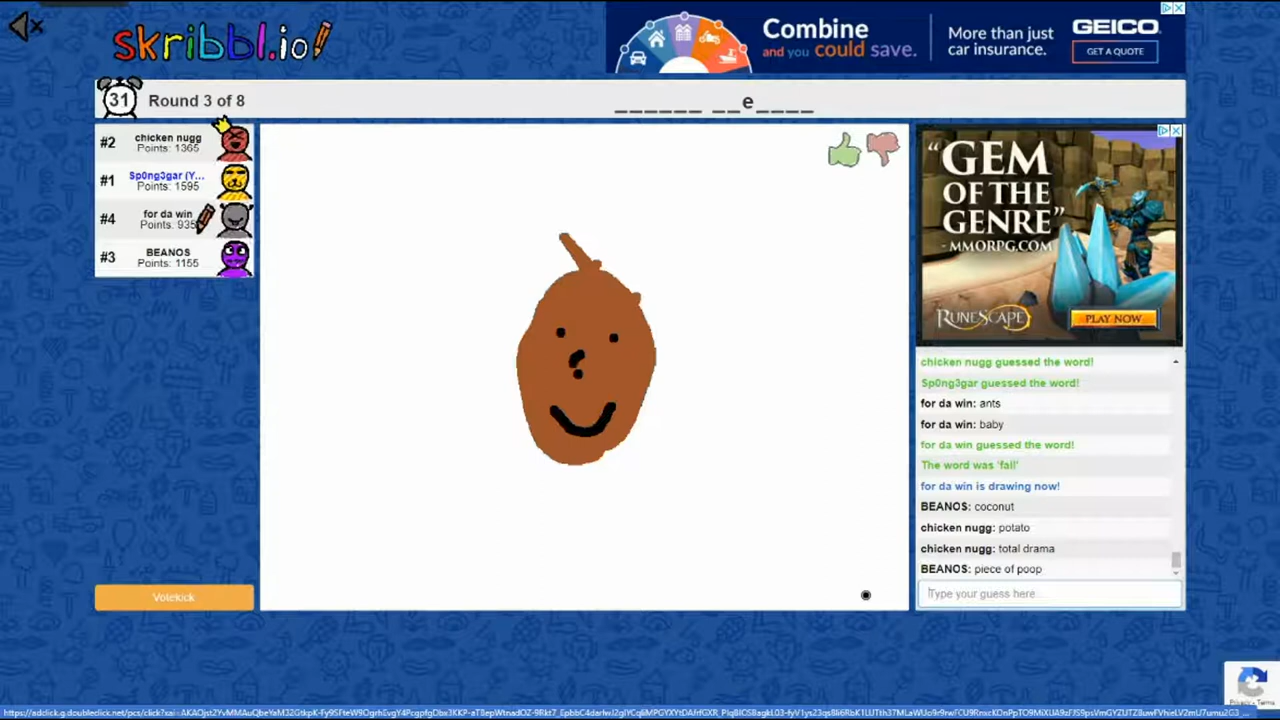 skribbl.io
Combine
and you could save.
More than just
car insurance.
GEICO
GET A QUOTE
31
Round 3 of 8
______ __e____
#2
chicken nugg
Points: 1365
#1
Sp0ng3gar (Y...
Points: 1595
#4
for da win
Points: 935
#3
BEANOS
Points: 1155
Votekick
“GEM
OF THE
GENRE”
- MMORPG.COM
RUNESCAPE
PLAY NOW
chicken nugg guessed the word!
Sp0ng3gar guessed the word!
for da win: ants
for da win: baby
for da win guessed the word!
The word was 'fall'
for da win is drawing now!
BEANOS: coconut
chicken nugg: potato
chicken nugg: total drama
BEANOS: piece of poop
Type your guess here...
Privacy - Terms